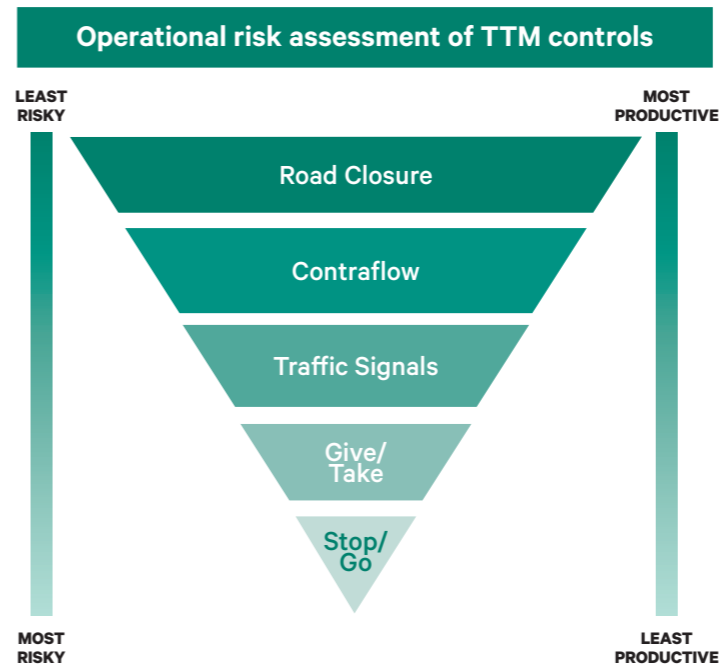 Operational risk assessment of TTM controls
LEAST
RISKY
MOST
PRODUCTIVE
Road Closure
Contraflow
Traffic Signals
Give/
Take
Stop/
Go
MOST
RISKY
LEAST
PRODUCTIVE